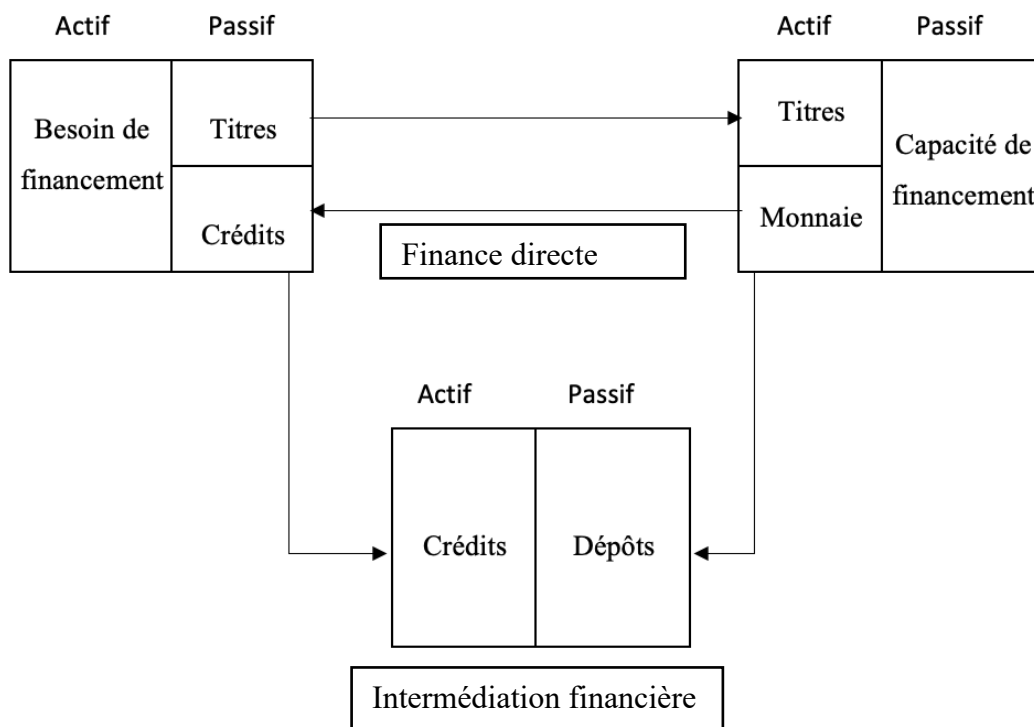 Actif Passif Actif Passif
Besoin de
financement
Titres
Crédits
Titres
Monnaie
Capacité de
financement
Finance directe
Actif Passif
Crédits Dépôts
Intermédiation financière